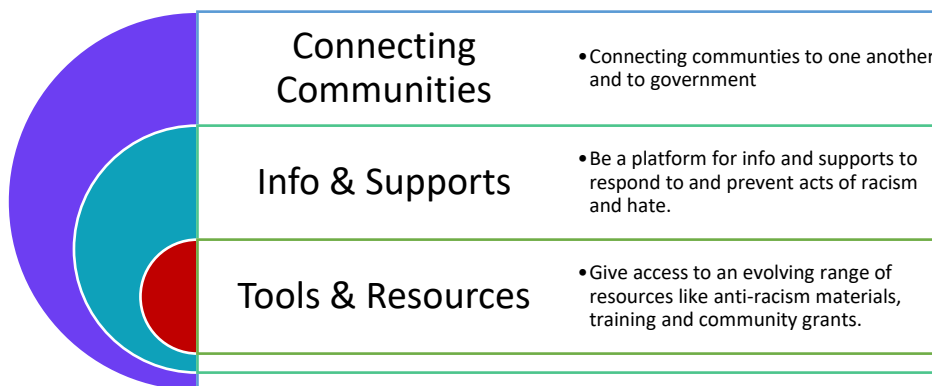 Connecting
Communities
•Connecting communties to one another
and to government
Info & Supports
•Be a platform for info and supports to
respond to and prevent acts of racism
and hate.
Tools & Resources
•Give access to an evolving range of
resources like anti-racism materials,
training and community grants.